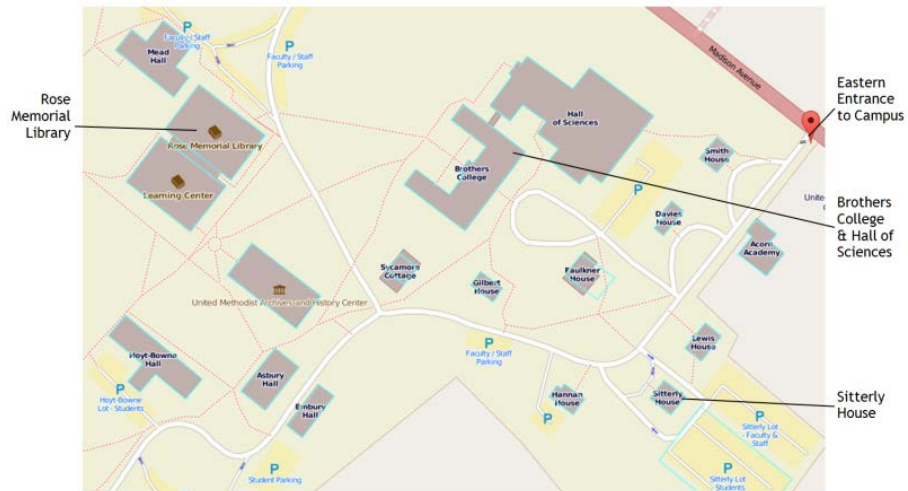 P
Faculty / Staff
Parking
P
Faculty / Staff
Parking
Mead
Hall
Madison Avenue
Eastern
Entrance
to Campus
Rose
Memorial
Library
Rose Memorial Library
Hall
of Sciences
Smith
House
Brothers
College
Learning Center
P
Davies
House
Brothers
College
& Hall of
Sciences
Acorn
Academy
Sycamore
Cottage
Gilbert
House
Faulkner
House
United Methodist Archives and History Center
P
Faculty / Staff
Parking
Lewis
House
Hoyt-Bowne
Hall
Asbury
Hall
P
Hoyt-Bowne
Lot - Students
Embury
Hall
Hannan
House
P
Sitterly
House
Sitterly
House
P
Sitterly Lot
- Faculty &
Staff
P
Student Parking
P
Sitterly Lot
Students